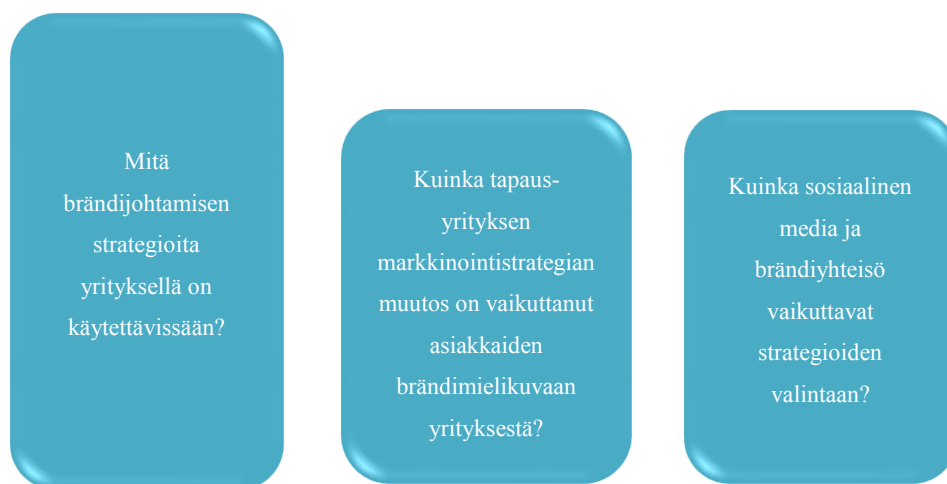 Mitä
brändijohtamisen
strategioita
yrityksellä on
käytettävissään?
Kuinka tapaus-
yrityksen
markkinointistrategian
muutos on vaikuttanut
asiakkaiden
brändimielikuvaan
yrityksestä?
Kuinka sosiaalinen
media ja
brändiyhteisö
vaikuttavat
strategioiden
valintaan?